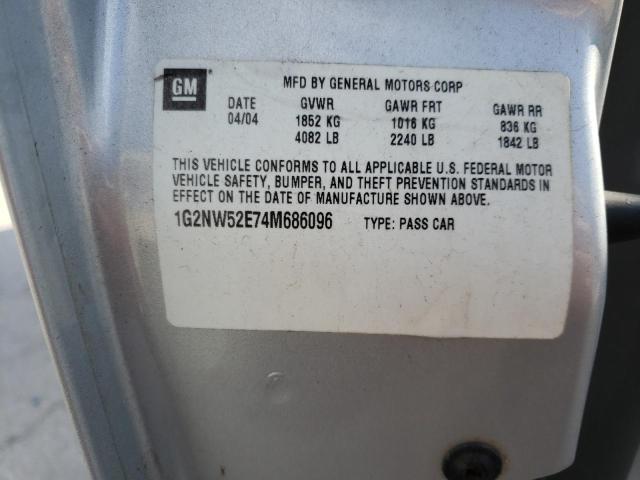 GM
MFD BY GENERAL MOTORS CORP
DATE GVWR GAWR FRT GAWR RR
04/04 1852 KG 1016 KG 836 KG
4082 LB 2240 LB 1842 LB
THIS VEHICLE CONFORMS TO ALL APPLICABLE U.S. FEDERAL MOTOR
VEHICLE SAFETY, BUMPER, AND THEFT PREVENTION STANDARDS IN
EFFECT ON THE DATE OF MANUFACTURE SHOWN ABOVE.
1G2NW52E74M686096 TYPE: PASS CAR